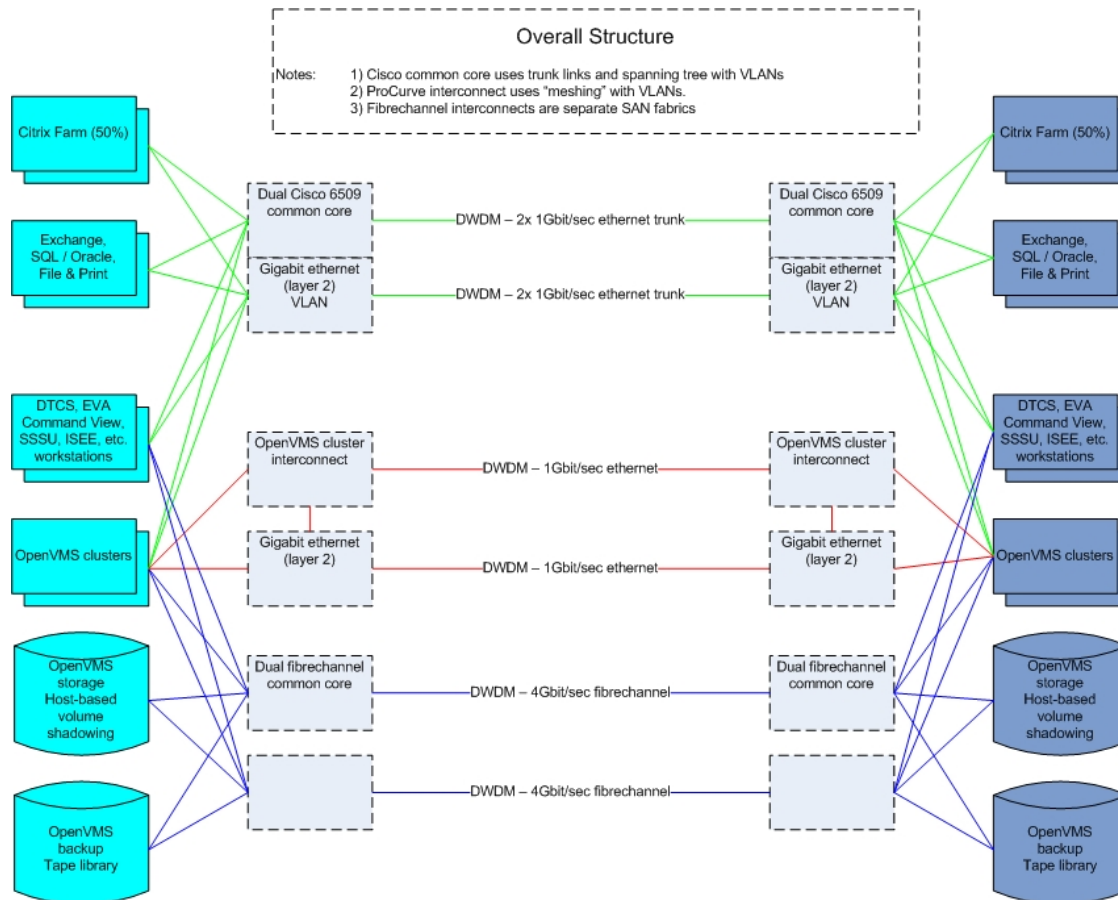 Overall Structure
Notes:
1) Cisco common core uses trunk links and spanning tree with VLANs
2) ProCurve interconnect uses "meshing" with VLANs.
3) Fibrechannel interconnects are separate SAN fabrics
Citrix Farm (50%)
Exchange,
SQL / Oracle,
File & Print
DTCS, EVA
Command View,
SSSU, ISEE, etc.
workstations
OpenVMS clusters
OpenVMS
storage
Host-based
volume
shadowing
OpenVMS
backup
Tape library
Dual Cisco 6509
common core
Gigabit ethernet
(layer 2)
VLAN
OpenVMS cluster
interconnect
Gigabit ethernet
(layer 2)
Dual fibrechannel
common core
DWDM – 2x 1Gbit/sec ethernet trunk
DWDM – 2x 1Gbit/sec ethernet trunk
DWDM – 1Gbit/sec ethernet
DWDM – 1Gbit/sec ethernet
DWDM – 4Gbit/sec fibrechannel
DWDM – 4Gbit/sec fibrechannel
Dual Cisco 6509
common core
Gigabit ethernet
(layer 2)
VLAN
OpenVMS cluster
interconnect
Gigabit ethernet
(layer 2)
Dual fibrechannel
common core
Citrix Farm (50%)
Exchange,
SQL / Oracle,
File & Print
DTCS, EVA
Command View,
SSSU, ISEE, etc.
workstations
OpenVMS clusters
OpenVMS
storage
Host-based
volume
shadowing
OpenVMS
backup
Tape library